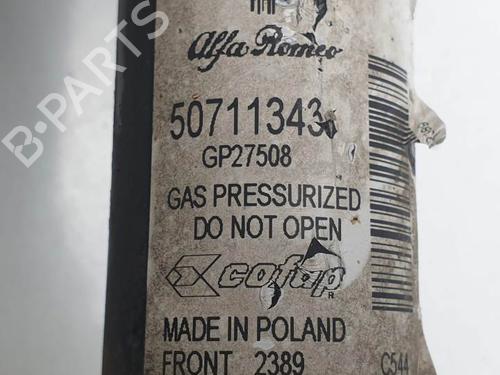 Alfa Romeo
50711343
GP27508
GAS PRESSURIZED
DO NOT OPEN
cofap R
MADE IN POLAND
FRONT 2389
C544
B-PARTS